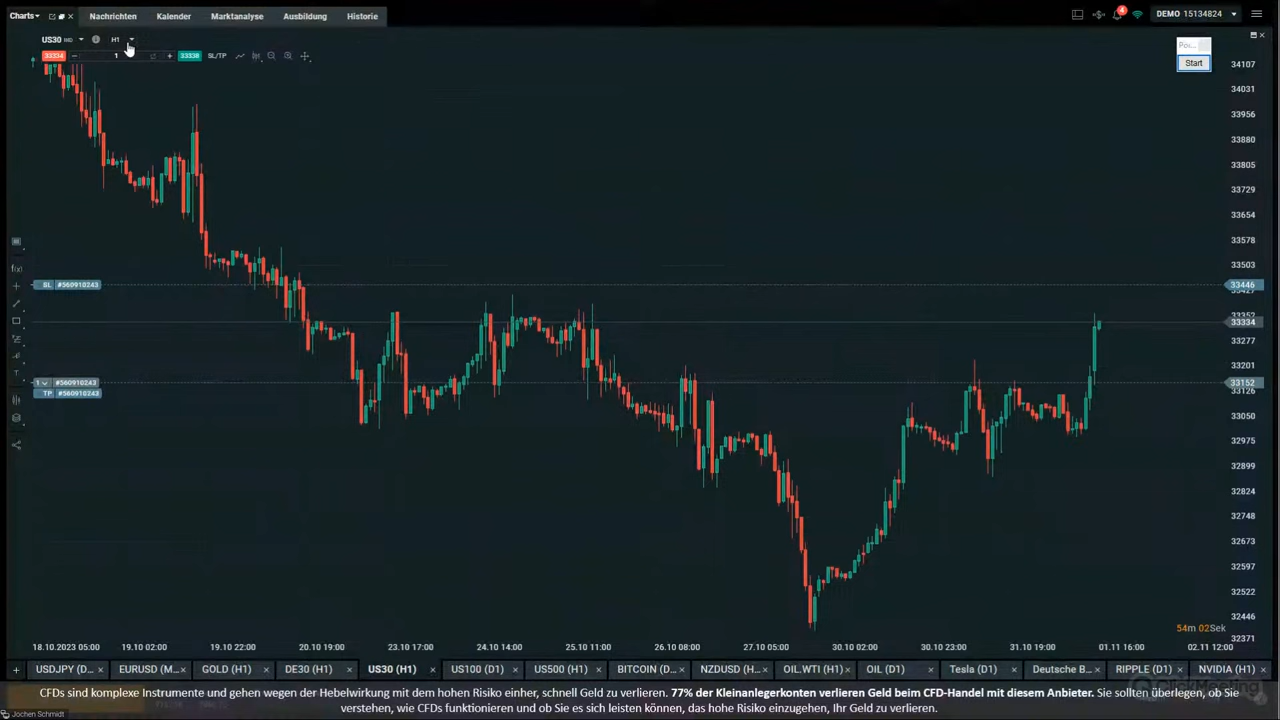 Charts
Nachrichten
Kalender
Marktanalyse
Ausbildung
Historie
4
DEMO 15134824
US30 IND
H1
33334
1
33338
SL/TP
Start
34107
34031
33956
33880
33805
33729
33654
33578
33503
SL #560910243
33446
33352
33334
33277
33201
1 #560910243
33152
TP #560910243
33126
33050
32975
32899
32824
32748
32673
32597
32522
32446
32371
54m 02Sek
18.10.2023 05:00
19.10 02:00
19.10 22:00
20.10 19:00
23.10 17:00
24.10 14:00
25.10 11:00
26.10 08:00
27.10 05:00
30.10 02:00
30.10 23:00
31.10 19:00
01.11 16:00
02.11 12:00
USDJPY (D...
EURUSD (M...
GOLD (H1)
DE30 (H1)
US30 (H1)
US100 (D1)
US500 (H1)
BITCOIN (D...
NZDUSD (H...
OIL.WTI (H1)
OIL (D1)
Tesla (D1)
Deutsche B...
RIPPLE (D1)
NVIDIA (H1)
CFDs sind komplexe Instrumente und gehen wegen der Hebelwirkung mit dem hohen Risiko einher, schnell Geld zu verlieren. 77% der Kleinanlegerkonten verlieren Geld beim CFD-Handel mit diesem Anbieter. Sie sollten überlegen, ob Sie
verstehen, wie CFDs funktionieren und ob Sie es sich leisten können, das hohe Risiko einzugehen, Ihr Geld zu verlieren.
ClickMeeting
Jochen Schmidt